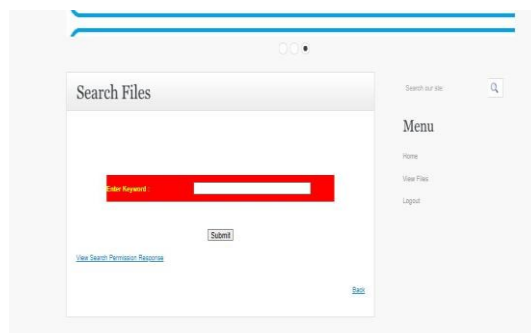 Search Files
Enter Keyword :
Submit
View Search Permission Response
Back
Search our site:
Menu
Home
View Files
Logout